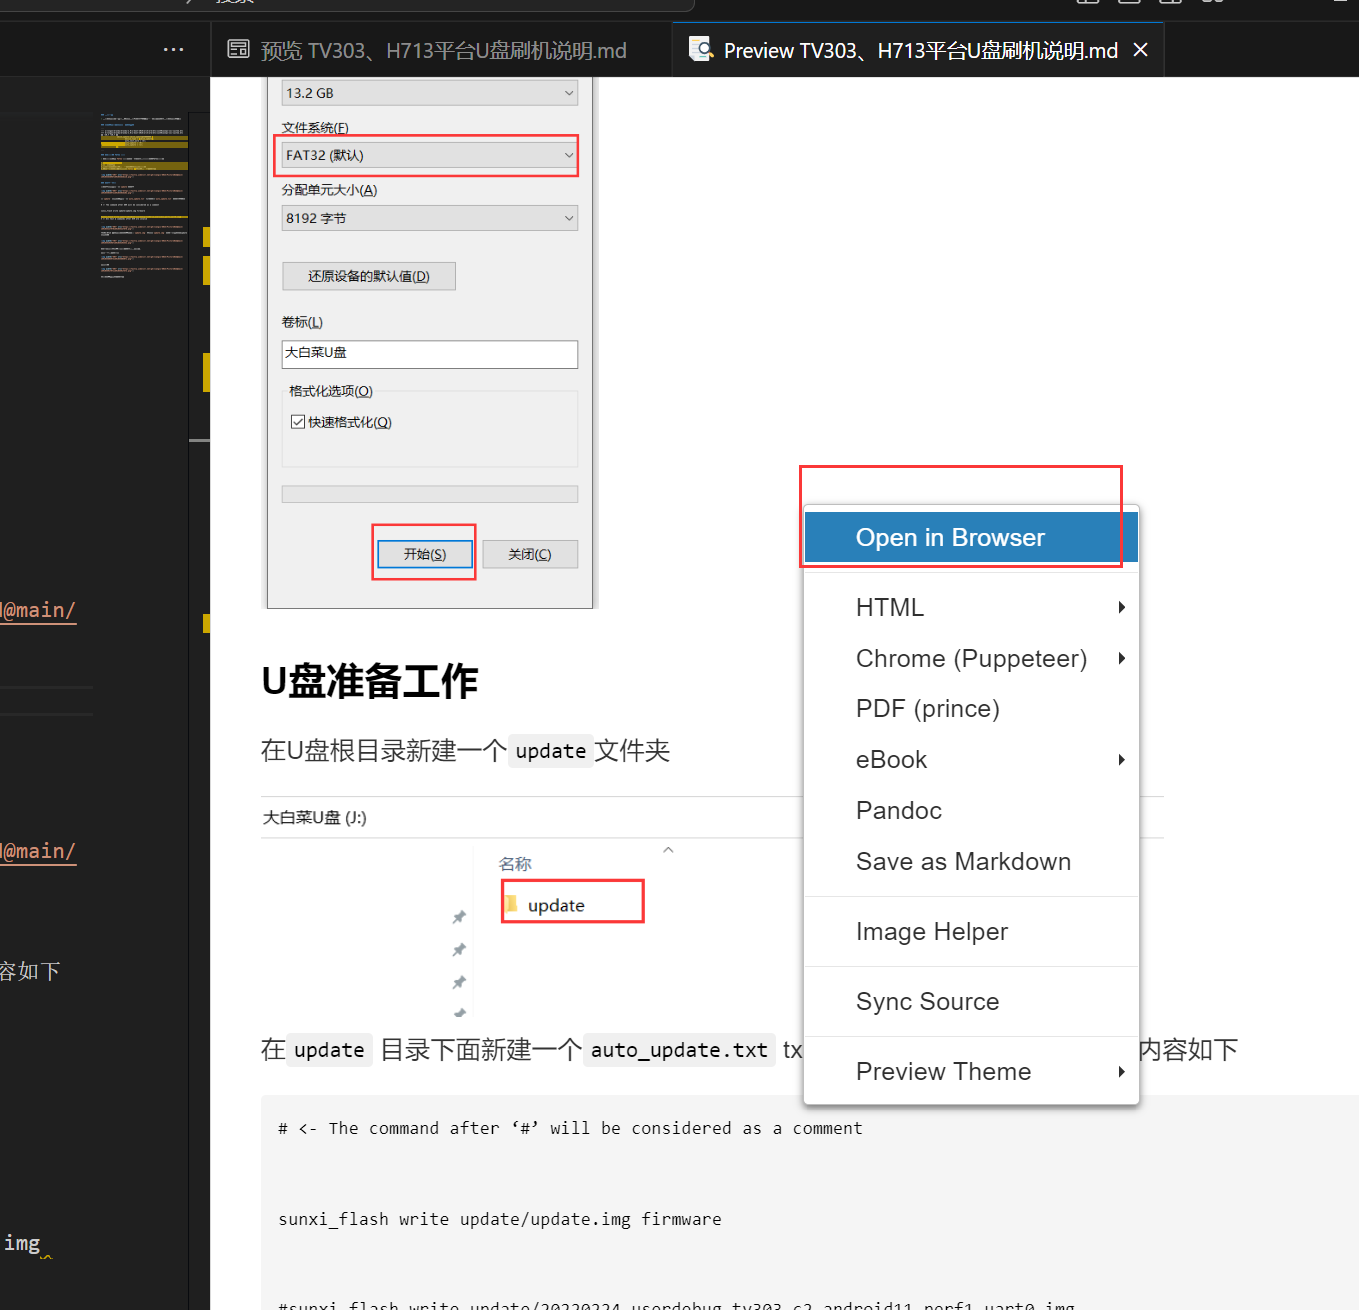 预览 TV303、H713平台U盘刷机说明.md
Preview TV303、H713平台U盘刷机说明.md
13.2 GB
文件系统(F)
FAT32 (默认)
分配单元大小(A)
8192 字节
还原设备的默认值(D)
卷标(L)
大白菜U盘
格式化选项(O)
快速格式化(Q)
开始(S)
关闭(C)
Open in Browser
HTML
Chrome (Puppeteer)
PDF (prince)
eBook
Pandoc
Save as Markdown
Image Helper
Sync Source
Preview Theme
@main/
@main/
容如下
img
U盘准备工作
在U盘根目录新建一个 update 文件夹
大白菜U盘 (J:)
名称
update
在 update 目录下面新建一个 auto_update.txt tx
内容如下
# <- The command after ‘#’ will be considered as a comment
sunxi_flash write update/update.img firmware
#sunxi_flash write update/20220224_userdebug_tv303_c2_android11_perf1_uart0.img